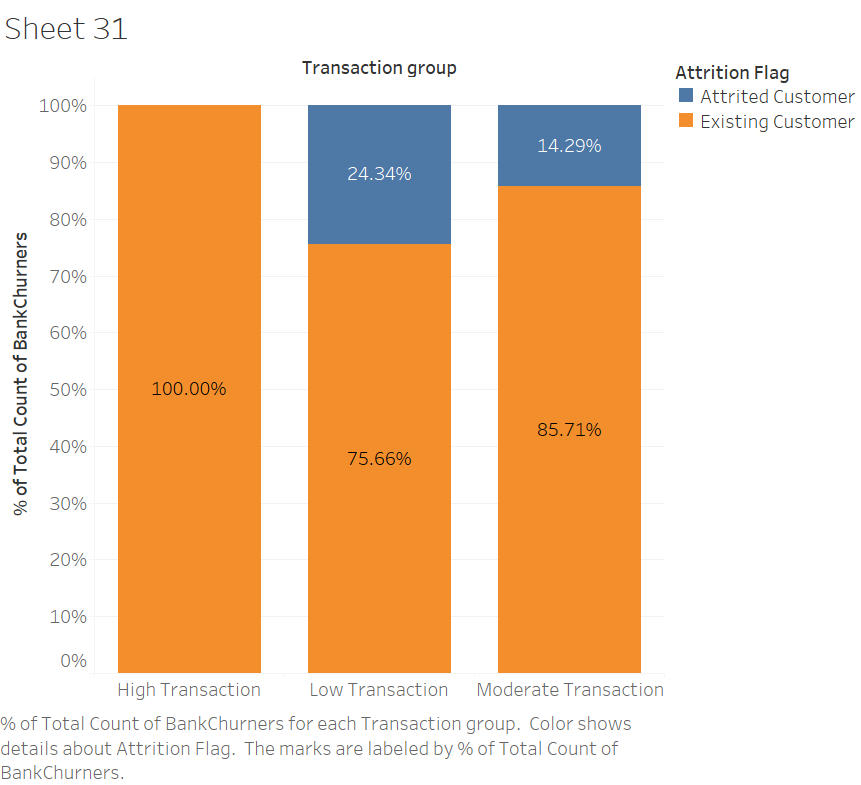 Sheet 31
Transaction group
Attrition Flag
Attrited Customer
Existing Customer
% of Total Count of BankChurners
100%
90%
80%
70%
60%
50%
40%
30%
20%
10%
0%
100.00%
24.34%
75.66%
14.29%
85.71%
High Transaction
Low Transaction
Moderate Transaction
% of Total Count of BankChurners for each Transaction group.  Color shows
details about Attrition Flag.  The marks are labeled by % of Total Count of
BankChurners.